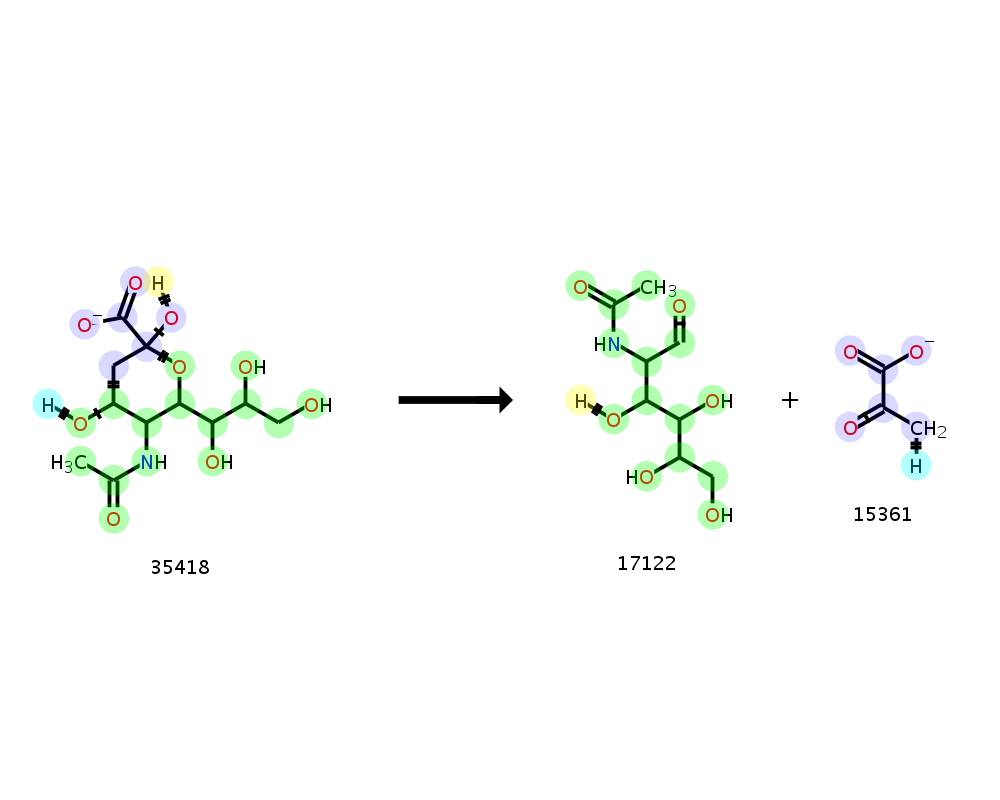 O H
O⁻ O
O OH
H O OH
H₃C NH OH
O
35418
O CH₃ O
HN
H O OH
HO
OH
17122
+
O O⁻
O CH₂
H
15361